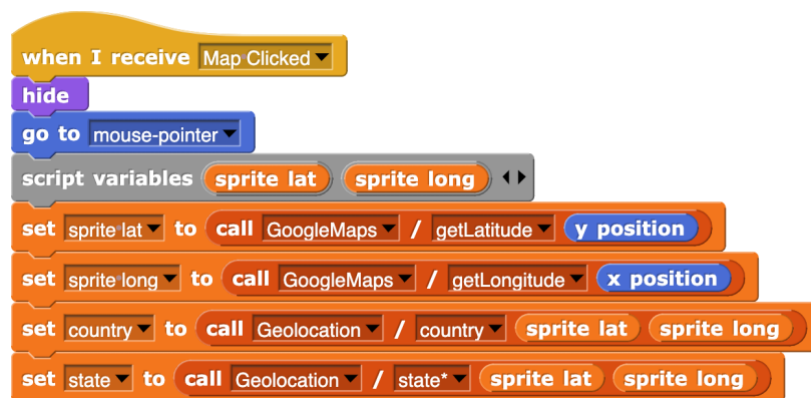 when I receive Map Clicked
hide
go to mouse-pointer
script variables sprite lat sprite long
set sprite lat to call GoogleMaps / getLatitude y position
set sprite long to call GoogleMaps / getLongitude x position
set country to call Geolocation / country sprite lat sprite long
set state to call Geolocation / state* sprite lat sprite long